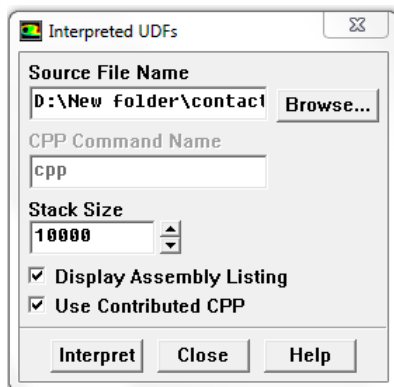 Interpreted UDFs
Source File Name
D:\New folder\contact
Browse...
CPP Command Name
cpp
Stack Size
10000
Display Assembly Listing
Use Contributed CPP
Interpret Close Help